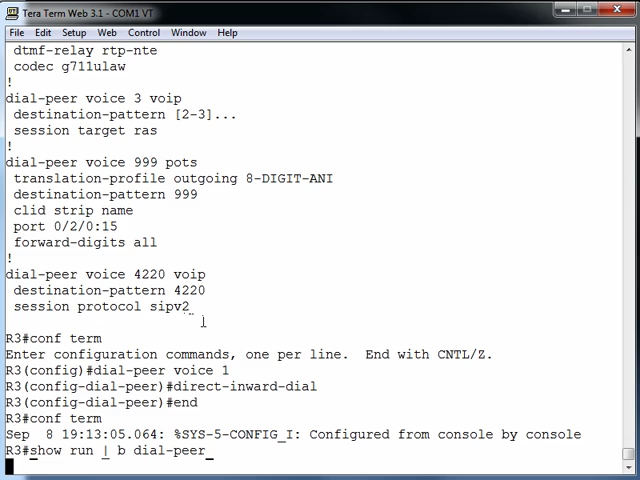 Tera Term Web 3.1 - COM1 VT
File Edit Setup Web Control Window Help
dtmf-relay rtp-nte
codec g711ulaw
!
dial-peer voice 3 voip
destination-pattern [2-3]...
session target ras
!
dial-peer voice 999 pots
translation-profile outgoing 8-DIGIT-ANI
destination-pattern 999
clid strip name
port 0/2/0:15
forward-digits all
!
dial-peer voice 4220 voip
destination-pattern 4220
session protocol sipv2
R3#conf term
Enter configuration commands, one per line. End with CNTL/Z.
R3(config)#dial-peer voice 1
R3(config-dial-peer)#direct-inward-dial
R3(config-dial-peer)#end
R3#conf term
Sep 8 19:13:05.064: %SYS-5-CONFIG_I: Configured from console by console
R3#show run | b dial-peer